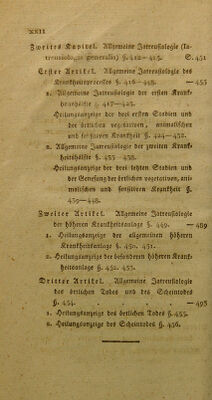 XXII
Zweites Kapitel. Allgemeine Jatreusiologie (Ja-
treusiologia generalis) §. 412—415. S. 451
Erster Artikel. Allgemeine Jatreusiologie des
Krankheitsprocesses §. 416—448. — 453
1. Allgemeine Jatreusiologie der ersten Krank-
heitshälfte §. 417—423.
Heilungsanzeige der drei ersten Stadien und
der örtlichen vegetativen, animalischen
und sensitiven Krankheit §. 424—432.
2. Allgemeine Jatreusiologie der zweiten Krank-
heitshälfte §. 433—438.
Heilungsanzeige der drei letzten Stadien und
der Genesung der örtlichen vegetativen, ani-
malischen und sensitiven Krankheit §.
439—448.
Zweiter Artikel. Allgemeine Jatreusiologie
der höheren Krankheitsanlage §. 449. — 489
1. Heilungsanzeige der allgemeinen höheren
Krankheitsanlage §. 450. 451.
2. Heilungsanzeige der besonderen höheren Krank-
heitsanlage §. 452. 453.
Dritter Artikel. Allgemeine Jatreusiologie
des örtlichen Todes und des Scheintodes
§. 454. — 495
1. Heilungsanzeige des örtlichen Todes §. 455.
2. Heilungsanzeige des Scheintodes §. 456.